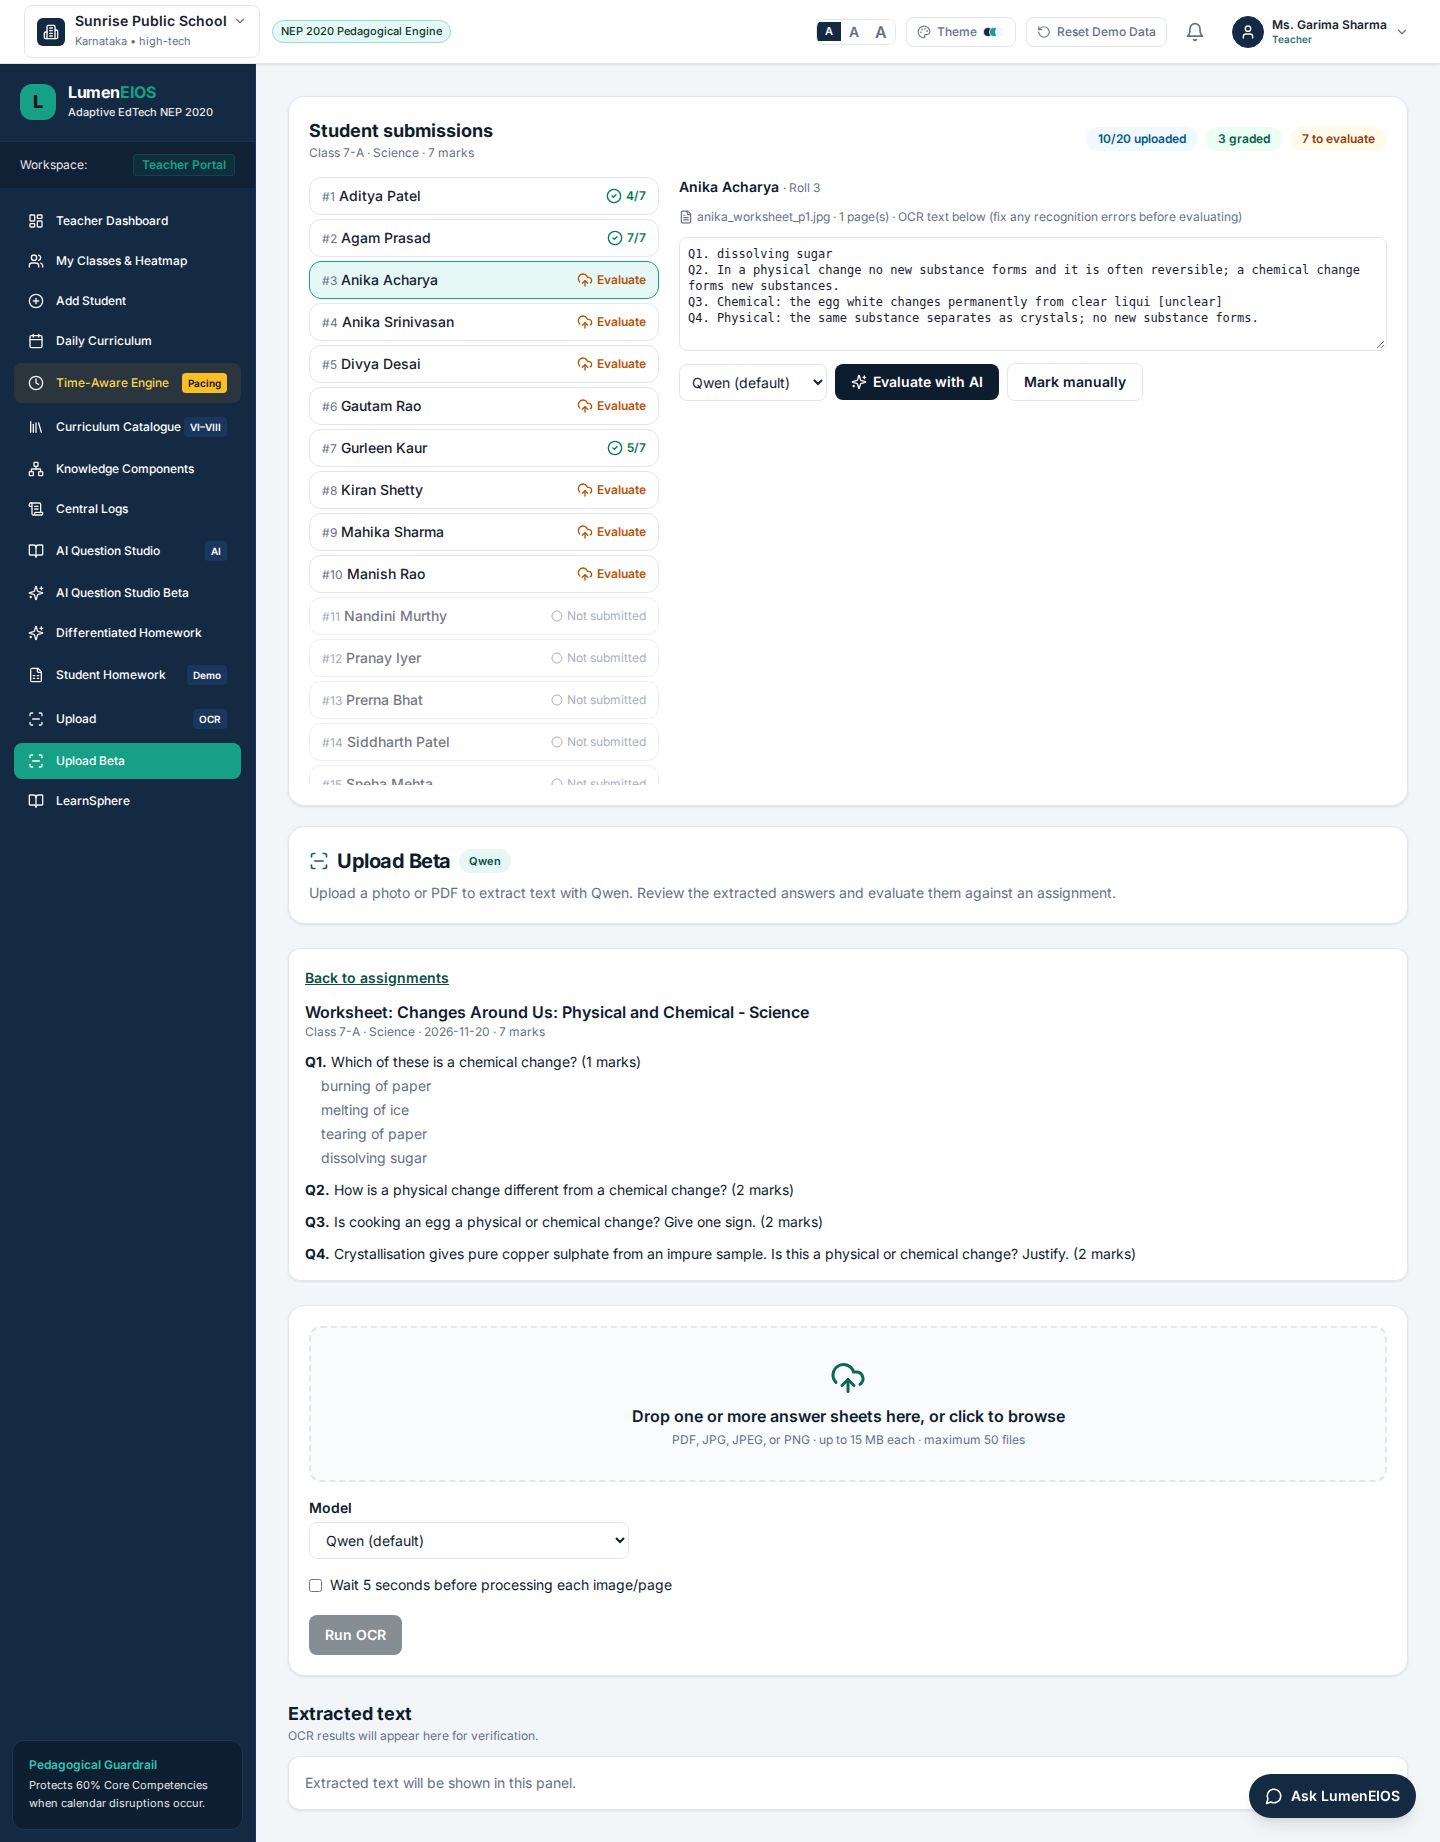 Sunrise Public School
Karnataka • high-tech
NEP 2020 Pedagogical Engine
A A A
Theme
Reset Demo Data
Ms. Garima Sharma
Teacher
L
LumenEIOS
Adaptive EdTech NEP 2020
Workspace:
Teacher Portal
Teacher Dashboard
My Classes & Heatmap
Add Student
Daily Curriculum
Time-Aware Engine Pacing
Curriculum Catalogue VI–VIII
Knowledge Components
Central Logs
AI Question Studio AI
AI Question Studio Beta
Differentiated Homework
Student Homework Demo
Upload OCR
Upload Beta
LearnSphere
Pedagogical Guardrail
Protects 60% Core Competencies
when calendar disruptions occur.
Student submissions
Class 7-A · Science · 7 marks
10/20 uploaded
3 graded
7 to evaluate
#1 Aditya Patel 4/7
#2 Agam Prasad 7/7
#3 Anika Acharya Evaluate
#4 Anika Srinivasan Evaluate
#5 Divya Desai Evaluate
#6 Gautam Rao Evaluate
#7 Gurleen Kaur 5/7
#8 Kiran Shetty Evaluate
#9 Mahika Sharma Evaluate
#10 Manish Rao Evaluate
#11 Nandini Murthy Not submitted
#12 Pranay Iyer Not submitted
#13 Prerna Bhat Not submitted
#14 Siddharth Patel Not submitted
#15 Sneha Mehta Not submitted
Anika Acharya · Roll 3
anika_worksheet_p1.jpg · 1 page(s) · OCR text below (fix any recognition errors before evaluating)
Q1. dissolving sugar
Q2. In a physical change no new substance forms and it is often reversible; a chemical change
forms new substances.
Q3. Chemical: the egg white changes permanently from clear liqui [unclear]
Q4. Physical: the same substance separates as crystals; no new substance forms.
Qwen (default)
Evaluate with AI
Mark manually
Upload Beta Qwen
Upload a photo or PDF to extract text with Qwen. Review the extracted answers and evaluate them against an assignment.
Back to assignments
Worksheet: Changes Around Us: Physical and Chemical - Science
Class 7-A · Science · 2026-11-20 · 7 marks
Q1. Which of these is a chemical change? (1 marks)
burning of paper
melting of ice
tearing of paper
dissolving sugar
Q2. How is a physical change different from a chemical change? (2 marks)
Q3. Is cooking an egg a physical or chemical change? Give one sign. (2 marks)
Q4. Crystallisation gives pure copper sulphate from an impure sample. Is this a physical or chemical change? Justify. (2 marks)
Drop one or more answer sheets here, or click to browse
PDF, JPG, JPEG, or PNG · up to 15 MB each · maximum 50 files
Model
Qwen (default)
Wait 5 seconds before processing each image/page
Run OCR
Extracted text
OCR results will appear here for verification.
Extracted text will be shown in this panel.
Ask LumenEIOS